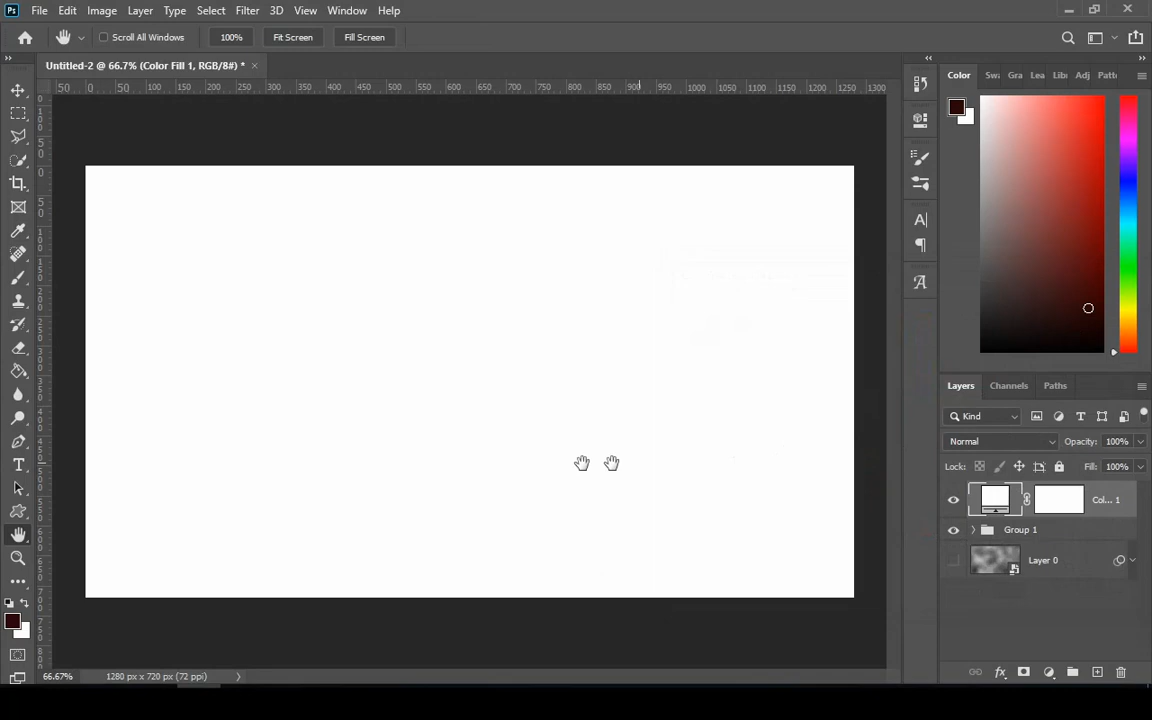 Ps File Edit Image Layer Type Select Filter 3D View Window Help
Scroll All Windows 100% Fit Screen Fill Screen
Untitled-2 @ 66.7% (Color Fill 1, RGB/8#) * ×
50 0 50 100 150 200 250 300 350 400 450 500 550 600 650 700 750 800 850 900 950 1000 1050 1100 1150 1200 1250 1300
Color Swa Gra Lea Libr Adj Path
Layers Channels Paths
Kind
Normal Opacity: 100%
Lock: Fill: 100%
Col... 1
Group 1
Layer 0
66.67% 1280 px x 720 px (72 ppi)